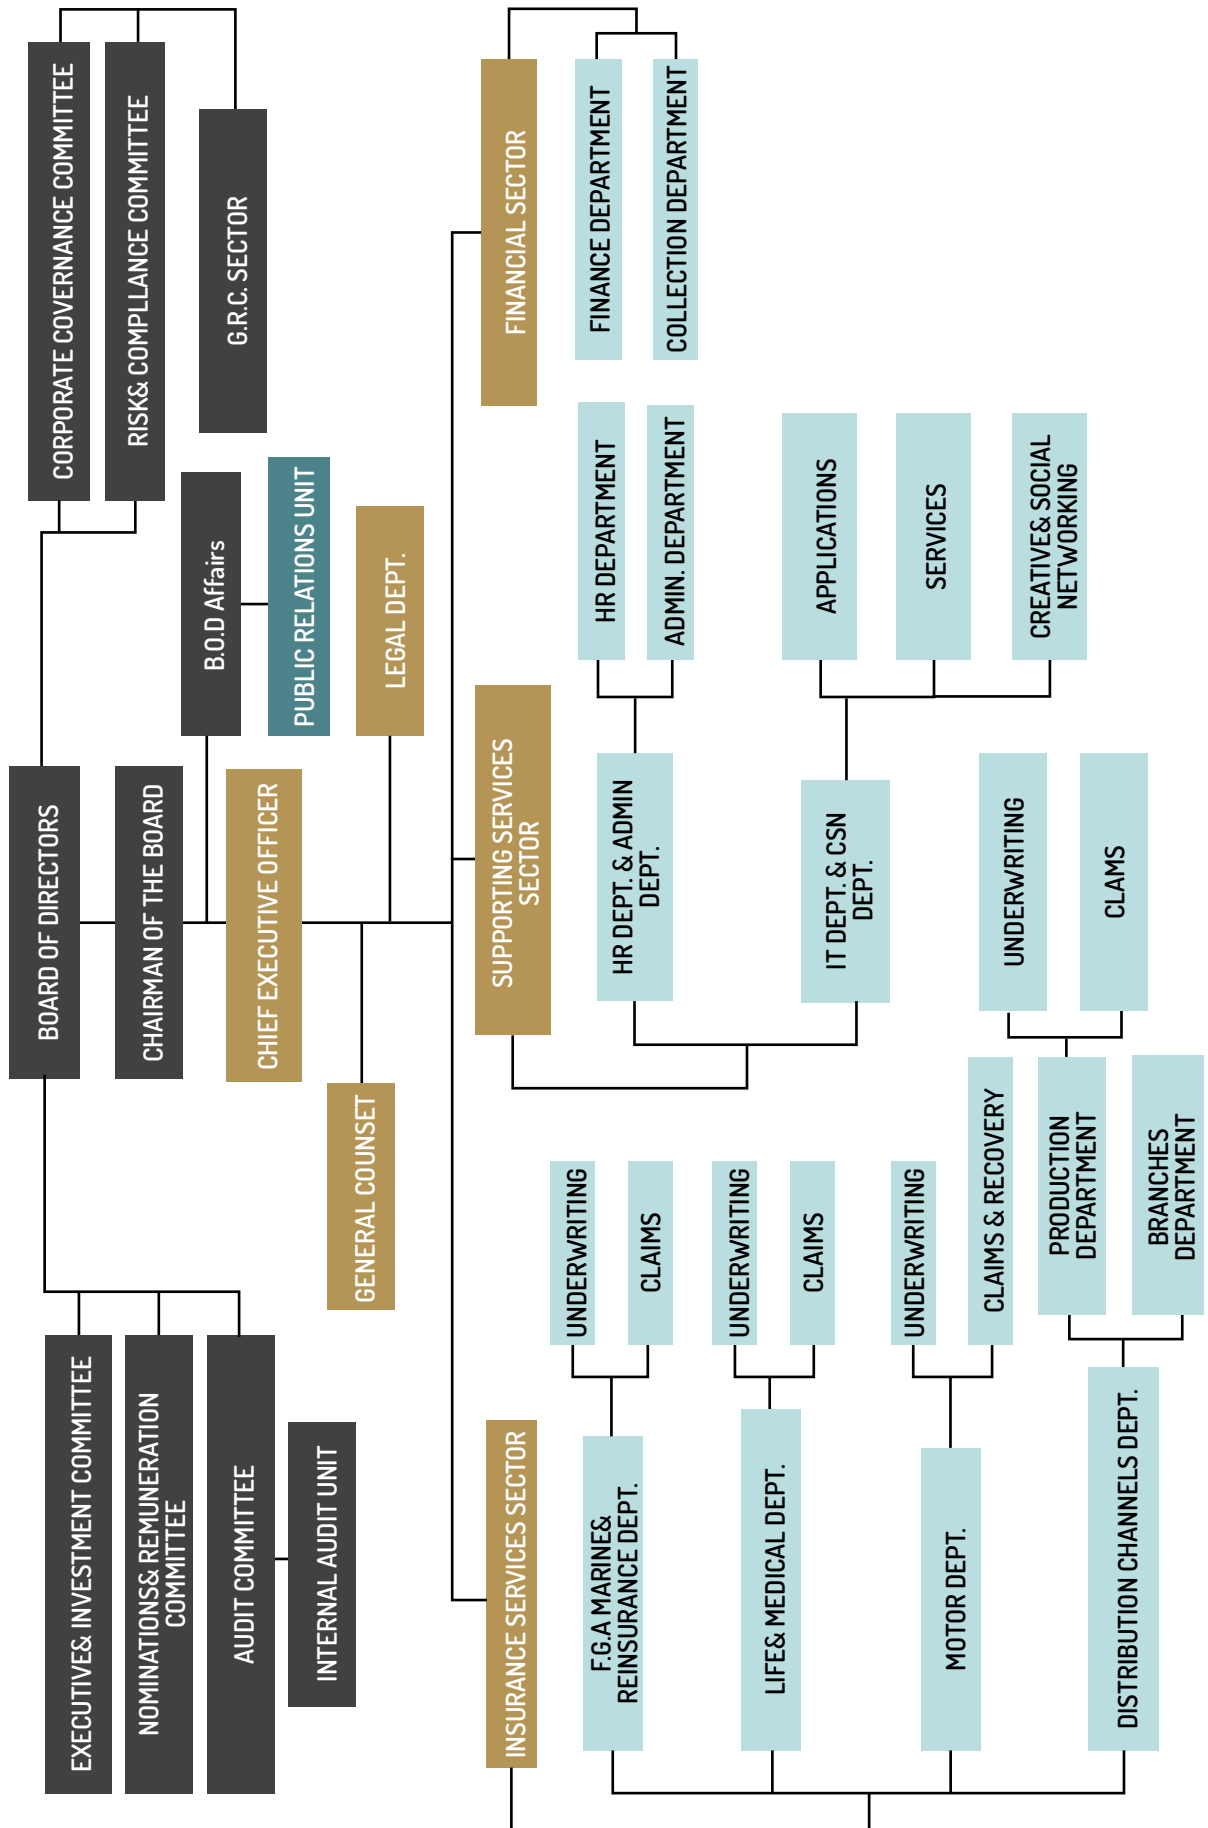 BOARD OF DIRECTORS
CHAIRMAN OF THE BOARD
CHIEF EXECUTIVE OFFICER
EXECUTIVE& INVESTMENT COMMITTEE
NOMINATIONS& REMUNERATION
COMMITTEE
AUDIT COMMITTEE
INTERNAL AUDIT UNIT
CORPORATE COVERNANCE COMMITTEE
RISK& COMPLLANCE COMMITTEE
G.R.C. SECTOR
B.O.D Affairs
PUBLIC RELATIONS UNIT
GENERAL COUNSET
LEGAL DEPT.
INSURANCE SERVICES SECTOR
SUPPORTING SERVICES
SECTOR
FINANCIAL SECTOR
F.G.A MARINE&
REINSURANCE DEPT.
UNDERWRITING
CLAIMS
LIFE& MEDICAL DEPT.
UNDERWRITING
CLAIMS
MOTOR DEPT.
UNDERWRITING
CLAIMS & RECOVERY
DISTRIBUTION CHANNELS DEPT.
PRODUCTION
DEPARTMENT
BRANCHES
DEPARTMENT
UNDERWRITING
CLAMS
HR DEPT. & ADMIN
DEPT.
HR DEPARTMENT
ADMIN. DEPARTMENT
IT DEPT. & CSN
DEPT.
APPLICATIONS
SERVICES
CREATIVE& SOCIAL
NETWORKING
FINANCE DEPARTMENT
COLLECTION DEPARTMENT